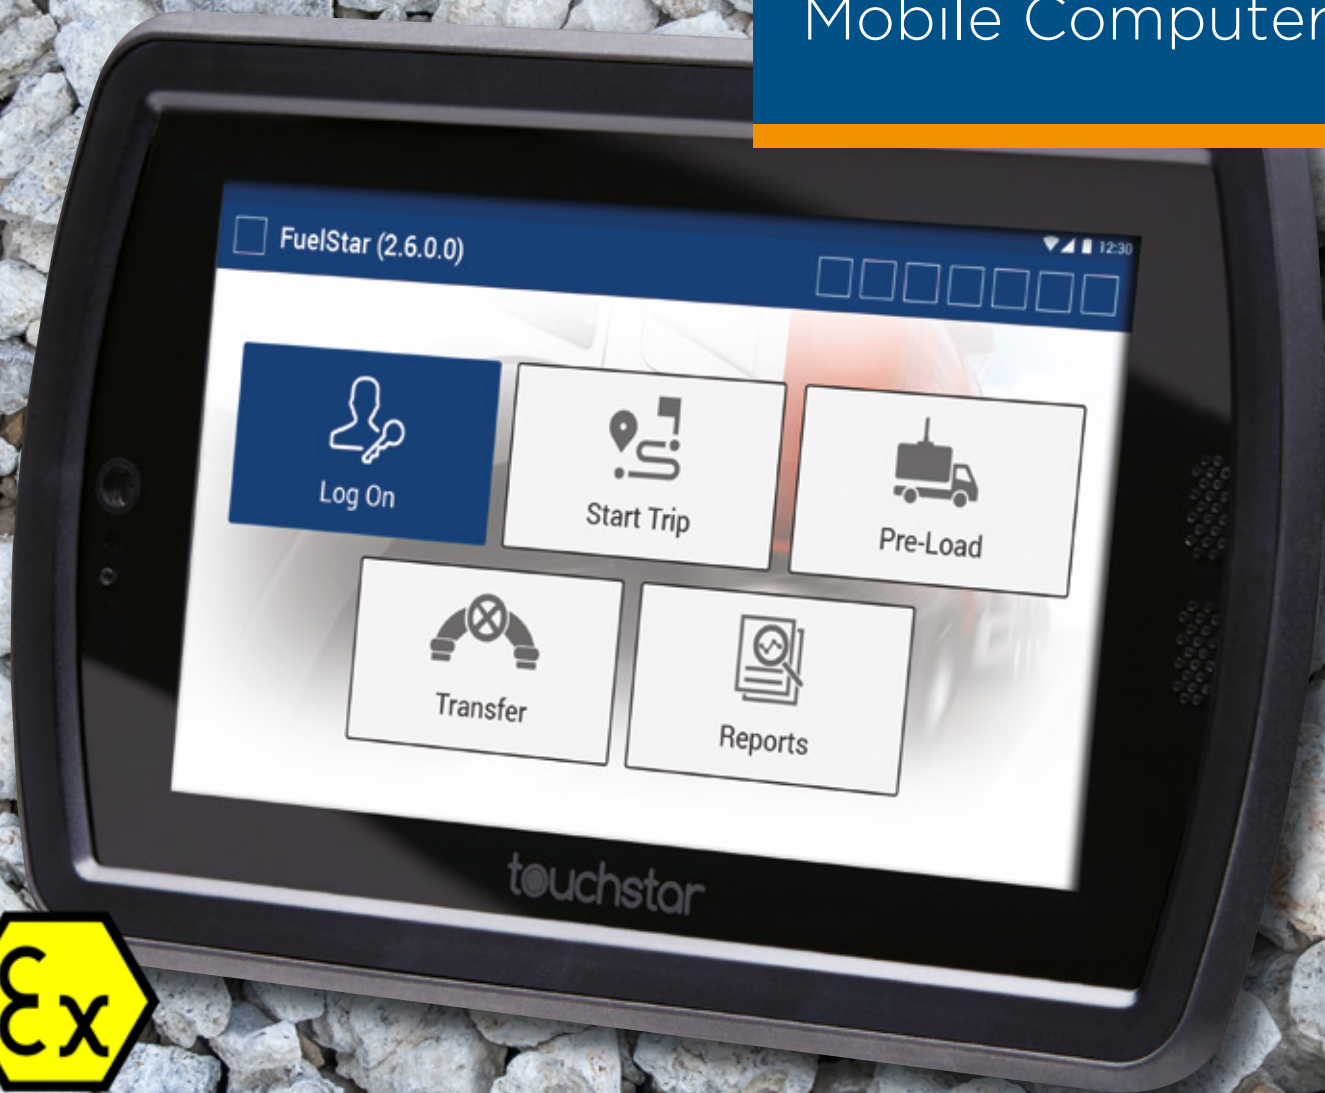 Mobile Computer
FuelStar (2.6.0.0)
12:30
Log On
Start Trip
Pre-Load
Transfer
Reports
touchstar
Ex